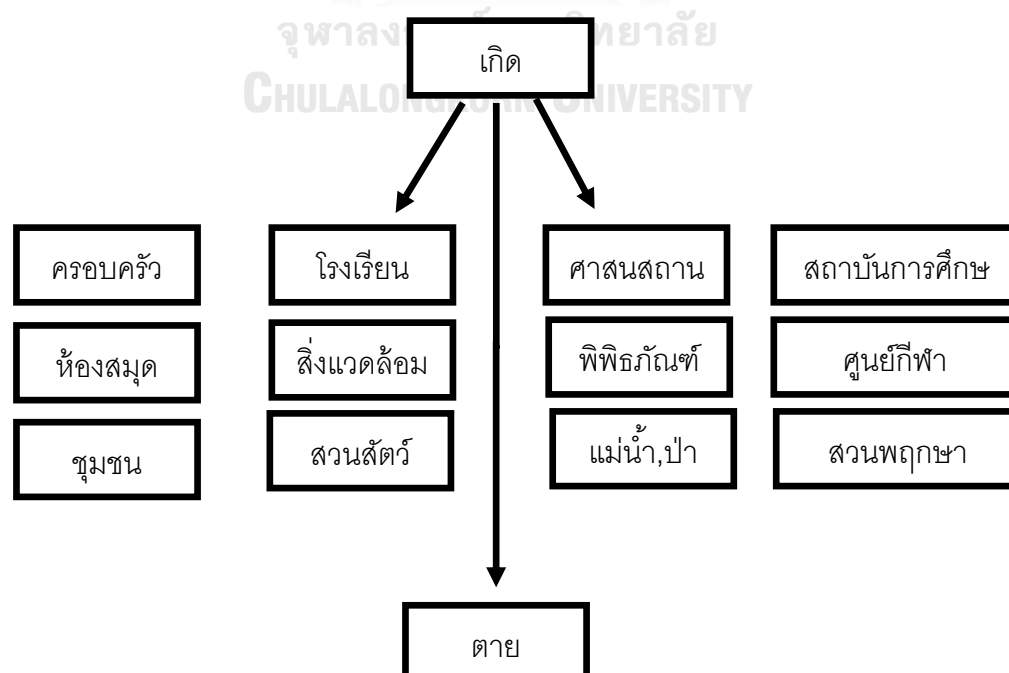 จุฬาลงกรณ์มหาวิทยาลัย
CHULALONGKORN UNIVERSITY
เกิด
ครอบครัว
โรงเรียน
ศาสนสถาน
สถาบันการศึกษ
ห้องสมุด
สิ่งแวดล้อม
พิพิธภัณฑ์
ศูนย์กีฬา
ชุมชน
สวนสัตว์
แม่น้ำ,ป่า
สวนพฤกษา
ตาย